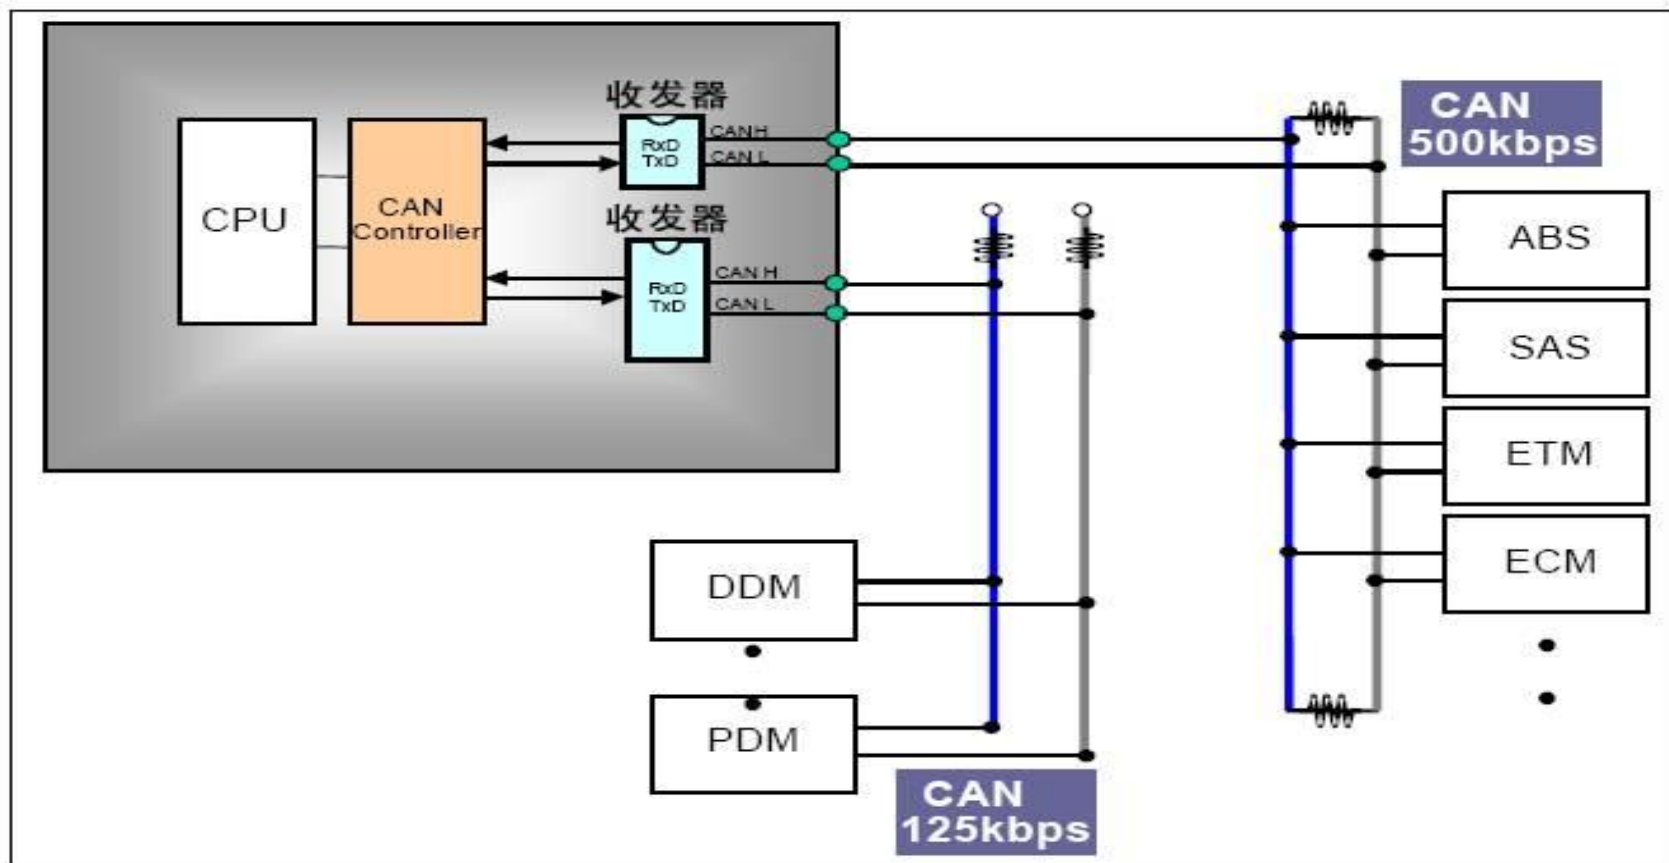 收发器
CAN H
CAN L
RxD
TxD
CPU
CAN
Controller
收发器
CAN H
CAN L
RxD
TxD
CAN
500kbps
ABS
SAS
ETM
ECM
DDM
PDM
CAN
125kbps